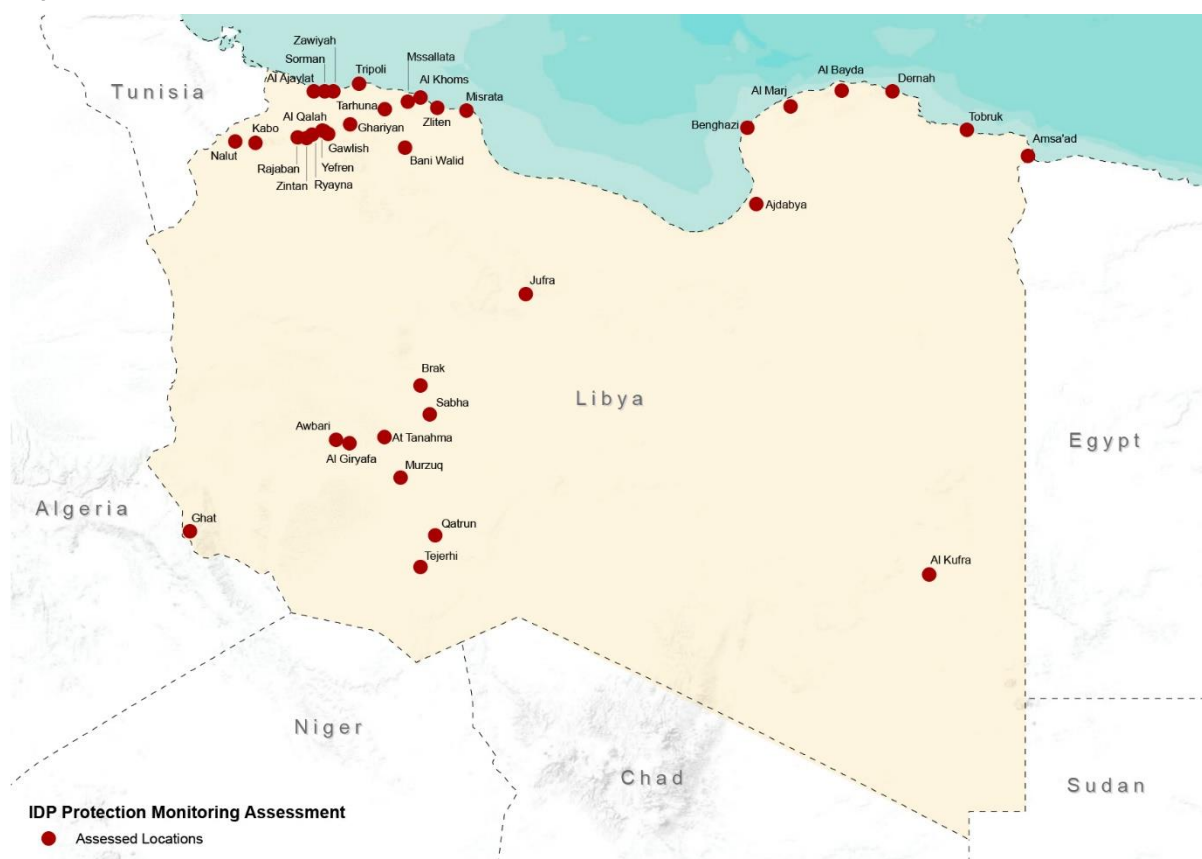 Zawiyah
Sorman
Al Ajaylat
Tripoli
Mssallata
Al Khoms
Tarhuna
Misrata
Zliten
Tunisia
Al Qalah
Kabo
Ghariyan
Gawlish
Nalut
Yefren
Bani Walid
Rajaban
Zintan
Ryayna
Al Bayda
Dernah
Al Marj
Benghazi
Tobruk
Amsa'ad
Ajdabya
Jufra
Brak
Libya
Sabha
Awbari
At Tanahma
Al Giryafa
Egypt
Murzuq
Algeria
Ghat
Qatrun
Tejerhi
Al Kufra
Niger
Chad
Sudan
IDP Protection Monitoring Assessment
Assessed Locations